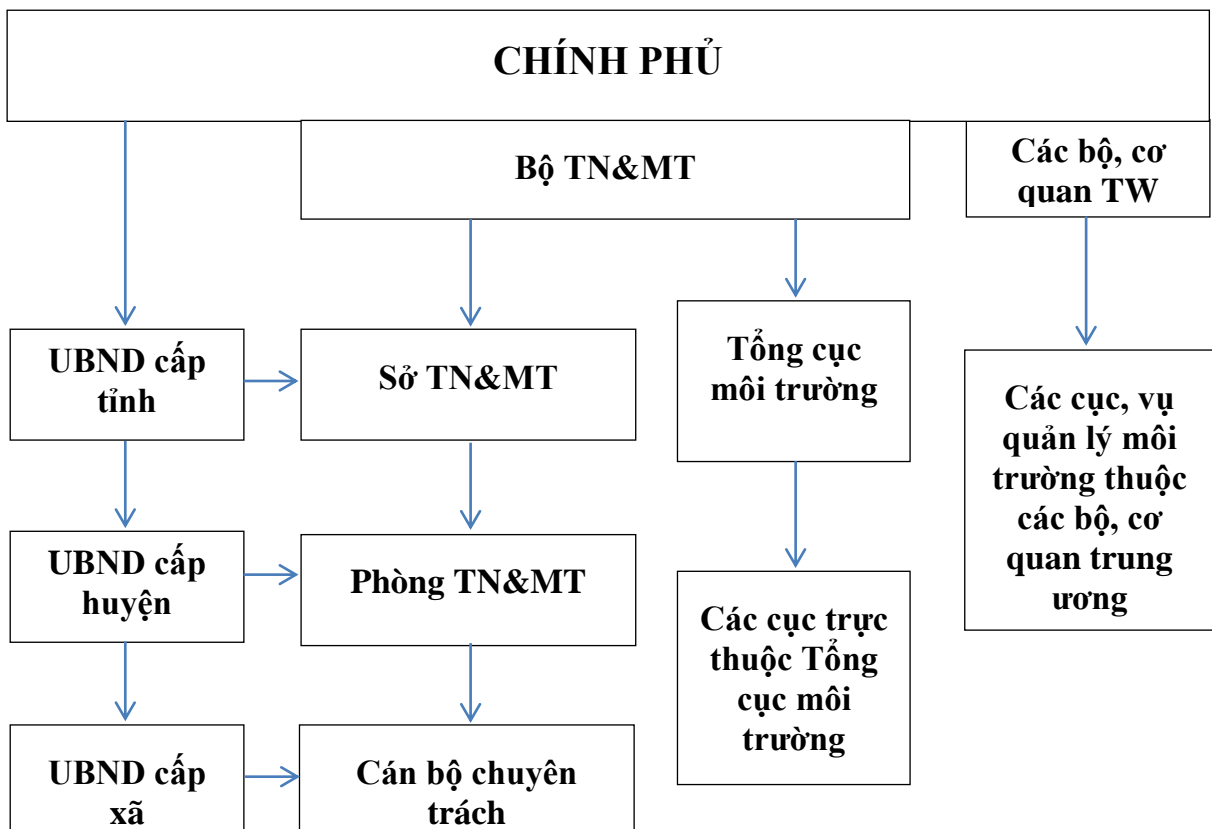 CHÍNH PHỦ
Bộ TN&MT
Các bộ, cơ
quan TW
UBND cấp
tỉnh
Sở TN&MT
Tổng cục
môi trường
Các cục, vụ
quản lý môi
trường thuộc
các bộ, cơ
quan trung
ương
UBND cấp
huyện
Phòng TN&MT
Các cục trực
thuộc Tổng
cục môi
trường
UBND cấp
xã
Cán bộ chuyên
trách